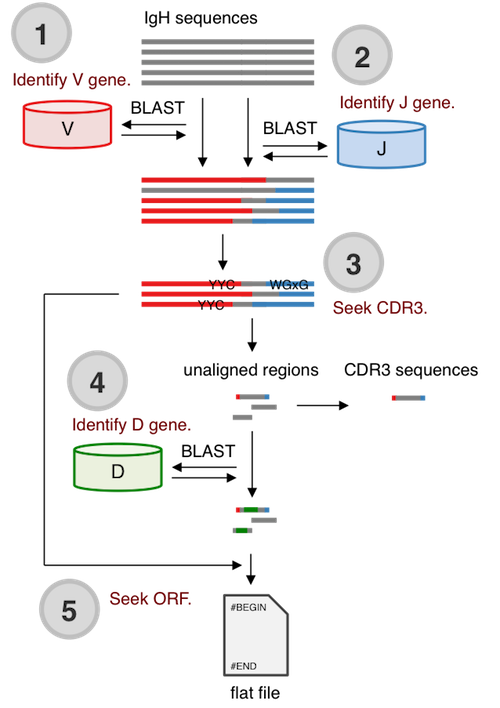 IgH sequences
1
2
Identify V gene.
Identify J gene.
BLAST
V
BLAST
J
3
YYC
WGxG
YYC
Seek CDR3.
unaligned regions
CDR3 sequences
4
Identify D gene.
BLAST
D
5
Seek ORF.
#BEGIN
#END
flat file